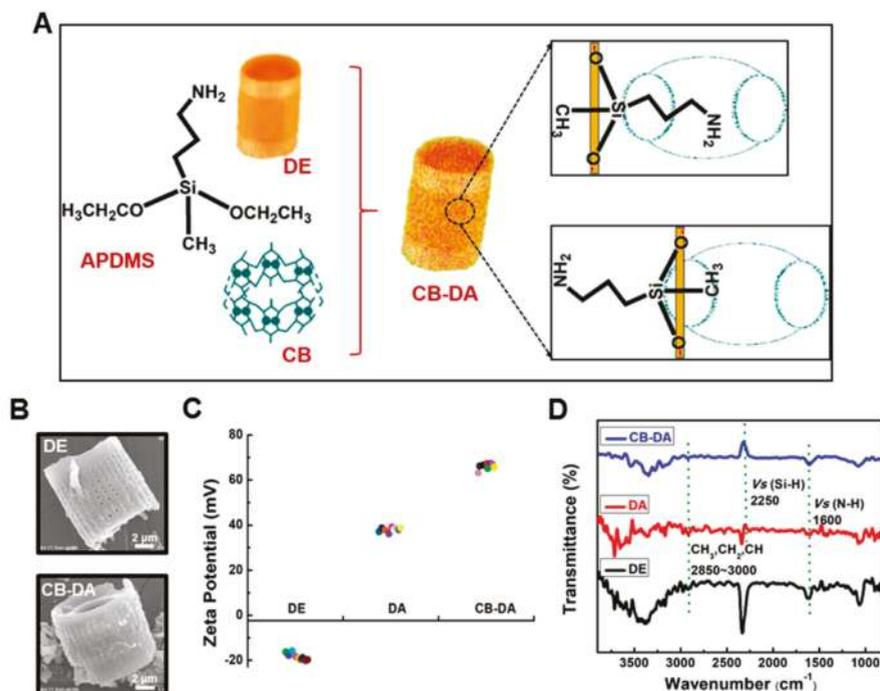 A
NH₂
DE
Si
H₃CH₂CO
OCH₂CH₃
CH₃
APDMS
CB
CB-DA
O
Si
CH₃
NH₂
O
NH₂
O
Si
CH₃
O
B
DE
2 µm
CB-DA
2 µm
C
Zeta Potential (mV)
80
60
40
20
0
-20
DE
DA
CB-DA
D
Transmittance (%)
CB-DA
Vs (Si-H)
2250
Vs (N-H)
1600
DA
CH₃,CH₂,CH
2850~3000
DE
3500
3000
2500
2000
1500
1000
Wavenumber (cm⁻¹)